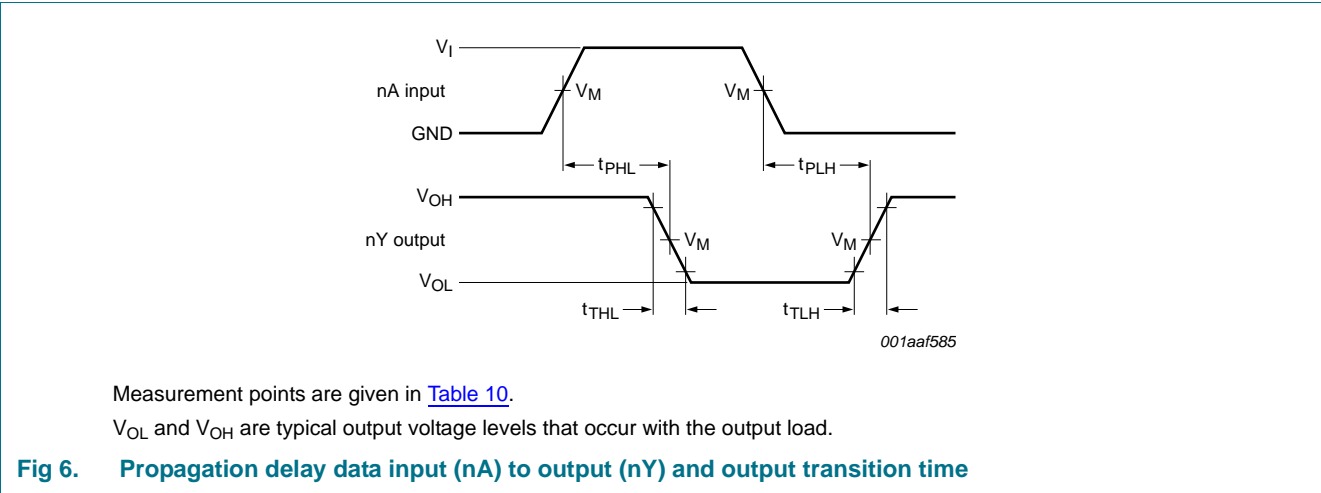 VI
nA input
VM
VM
GND
tPHL
tPLH
VOH
nY output
VM
VM
VOL
tTHL
tTLH
001aaf585
Measurement points are given in Table 10.
VOL and VOH are typical output voltage levels that occur with the output load.
Fig 6. Propagation delay data input (nA) to output (nY) and output transition time